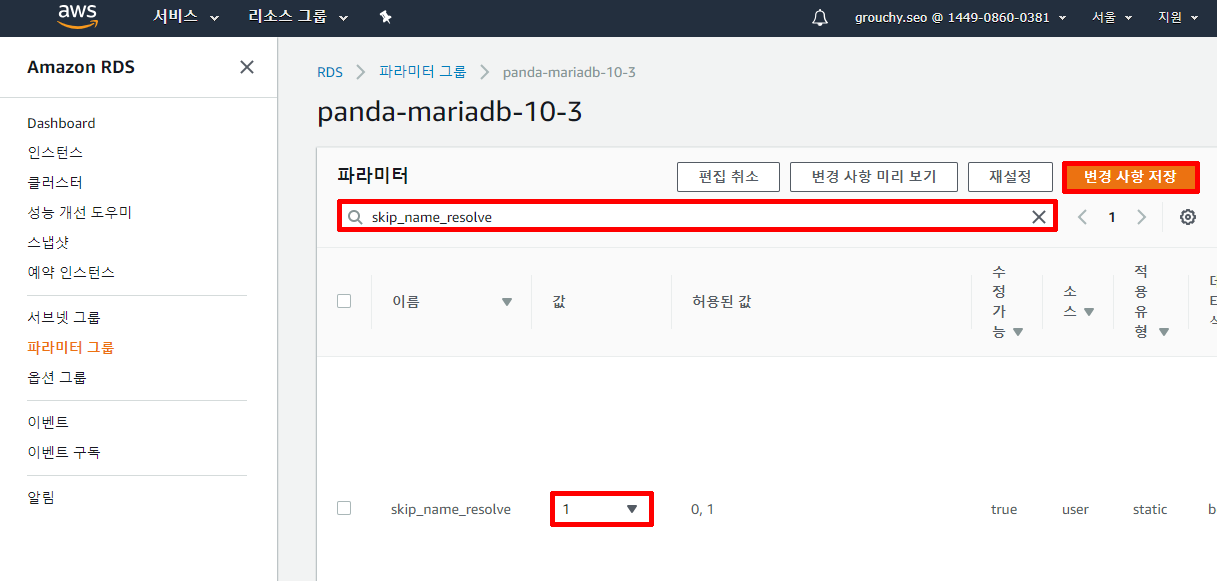 aws 서비스 리소스 그룹 grouchy.seo @ 1449-0860-0381 서울 지원
Amazon RDS
Dashboard
인스턴스
클러스터
성능 개선 도우미
스냅샷
예약 인스턴스
서브넷 그룹
파라미터 그룹
옵션 그룹
이벤트
이벤트 구독
알림
RDS 파라미터 그룹 panda-mariadb-10-3
panda-mariadb-10-3
파라미터 편집 취소 변경 사항 미리 보기 재설정 변경 사항 저장
skip_name_resolve 1
이름 값 허용된 값 수정가능 소스 적용유형
skip_name_resolve 1 0, 1 true user static